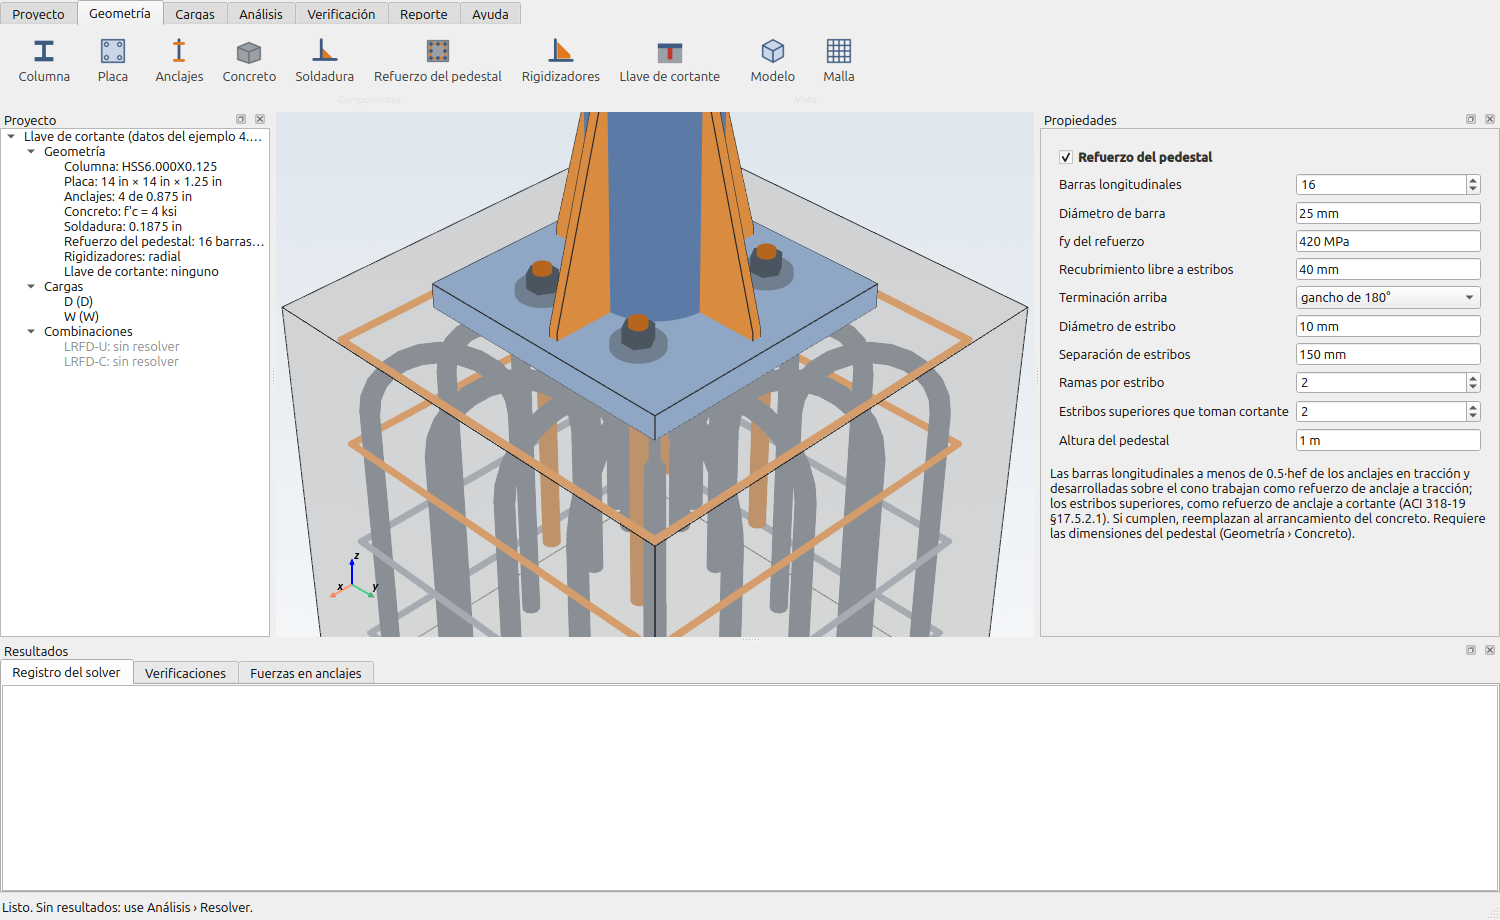 Proyecto
Geometría
Cargas
Análisis
Verificación
Reporte
Ayuda
Columna
Placa
Anclajes
Concreto
Soldadura
Refuerzo del pedestal
Rigidizadores
Llave de cortante
Modelo
Malla
Componentes
Vista
Proyecto
Llave de cortante (datos del ejemplo 4....
Geometría
Columna: HSS6.000X0.125
Placa: 14 in × 14 in × 1.25 in
Anclajes: 4 de 0.875 in
Concreto: f'c = 4 ksi
Soldadura: 0.1875 in
Refuerzo del pedestal: 16 barras...
Rigidizadores: radial
Llave de cortante: ninguno
Cargas
D (D)
W (W)
Combinaciones
LRFD-U: sin resolver
LRFD-C: sin resolver
z
x
y
Propiedades
Refuerzo del pedestal
Barras longitudinales 16
Diámetro de barra 25 mm
fy del refuerzo 420 MPa
Recubrimiento libre a estribos 40 mm
Terminación arriba gancho de 180°
Diámetro de estribo 10 mm
Separación de estribos 150 mm
Ramas por estribo 2
Estribos superiores que toman cortante 2
Altura del pedestal 1 m
Las barras longitudinales a menos de 0.5·hef de los anclajes en tracción y
desarrolladas sobre el cono trabajan como refuerzo de anclaje a tracción;
los estribos superiores, como refuerzo de anclaje a cortante (ACI 318-19
§17.5.2.1). Si cumplen, reemplazan al arrancamiento del concreto. Requiere
las dimensiones del pedestal (Geometría › Concreto).
Resultados
Registro del solver
Verificaciones
Fuerzas en anclajes
Listo. Sin resultados: use Análisis › Resolver.